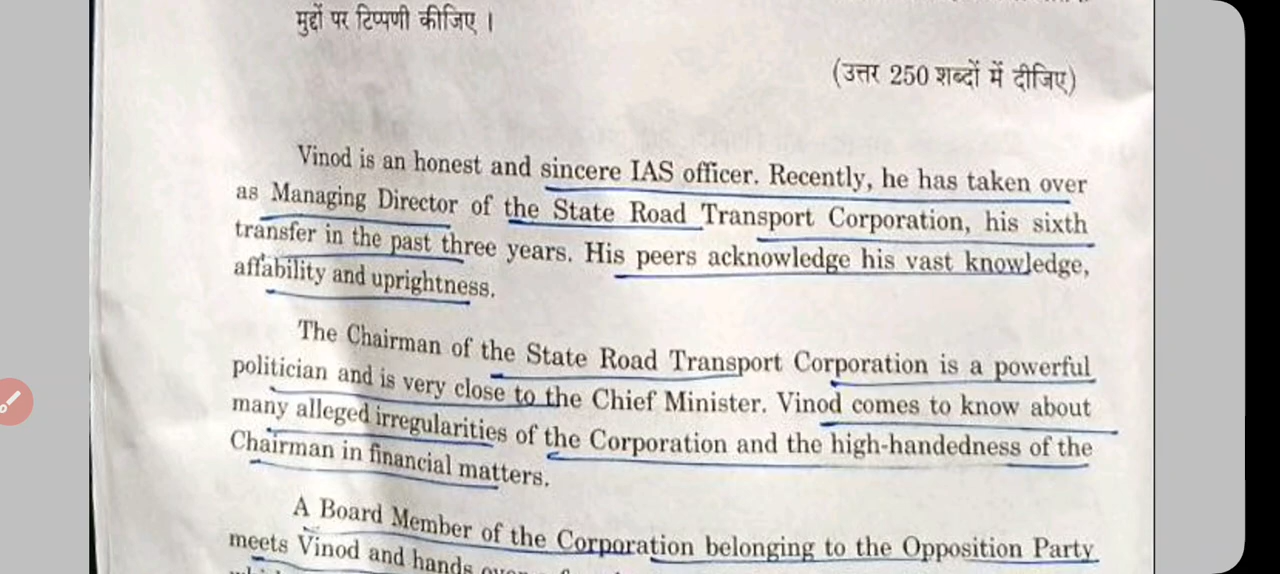 मुद्दों पर टिप्पणी कीजिए ।
(उत्तर 250 शब्दों में दीजिए)
Vinod is an honest and sincere IAS officer. Recently, he has taken over
as Managing Director of the State Road Transport Corporation, his sixth
transfer in the past three years. His peers acknowledge his vast knowledge,
affability and uprightness.
The Chairman of the State Road Transport Corporation is a powerful
politician and is very close to the Chief Minister. Vinod comes to know about
many alleged irregularities of the Corporation and the high-handedness of the
Chairman in financial matters.
A Board Member of the Corporation belonging to the Opposition Party
meets Vinod and hands over